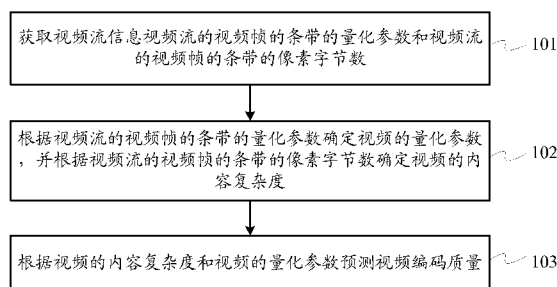 获取视频流信息视频流的视频帧的条带的量化参数和视频流
的视频帧的条带的像素字节数
101
根据视频流的视频帧的条带的量化参数确定视频的量化参数
，并根据视频流的视频帧的条带的像素字节数确定视频的内
容复杂度
102
根据视频的内容复杂度和视频的量化参数预测视频编码质量
103